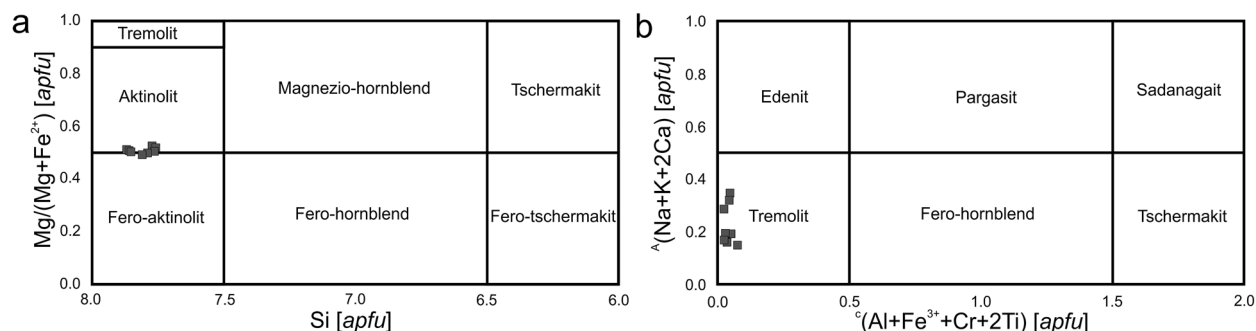 a
1.0
0.8
0.6
0.4
0.2
0.0
Mg/(Mg+Fe²⁺) [apfu]
Tremolit
Aktinolit
Magnezio-hornblend
Tschermakit
Fero-aktinolit
Fero-hornblend
Fero-tschermakit
8.0 7.5 7.0 6.5 6.0
Si [apfu]
b
1.0
0.8
0.6
0.4
0.2
0.0
ᴬ(Na+K+2Ca) [apfu]
Edenit
Pargasit
Sadanagait
Tremolit
Fero-hornblend
Tschermakit
0.0 0.5 1.0 1.5 2.0
ᶜ(Al+Fe³⁺+Cr+2Ti) [apfu]